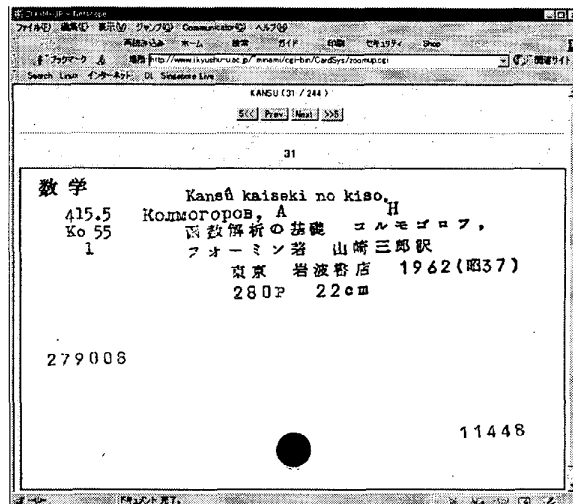 ファイル(F) 編集(E) 表示(V) ジャンプ(G) Communicator(C) ヘルプ(H)
再読み込み ホーム 検索 ガイド 印刷 セキュリティ Shop
ブックマーク 場所: http://www.i.kyushu-u.ac.jp/~minami/cgi-bin/CardSys/zoomup.cgi 関連サイト
Search Linux インターネット DL Singapore Live
KANSU (31 / 244)
5<< Prev Next >>5
31
数学 Kansû kaiseki no kiso,
415.5 Колмогоров, А Н
Ko 55 函数解析の基礎 コルモゴロフ,
1 フォーミン著 山崎三郎訳
東京 岩波書店 1962(昭37)
280P 22cm
279008
11448
ドキュメント完了.